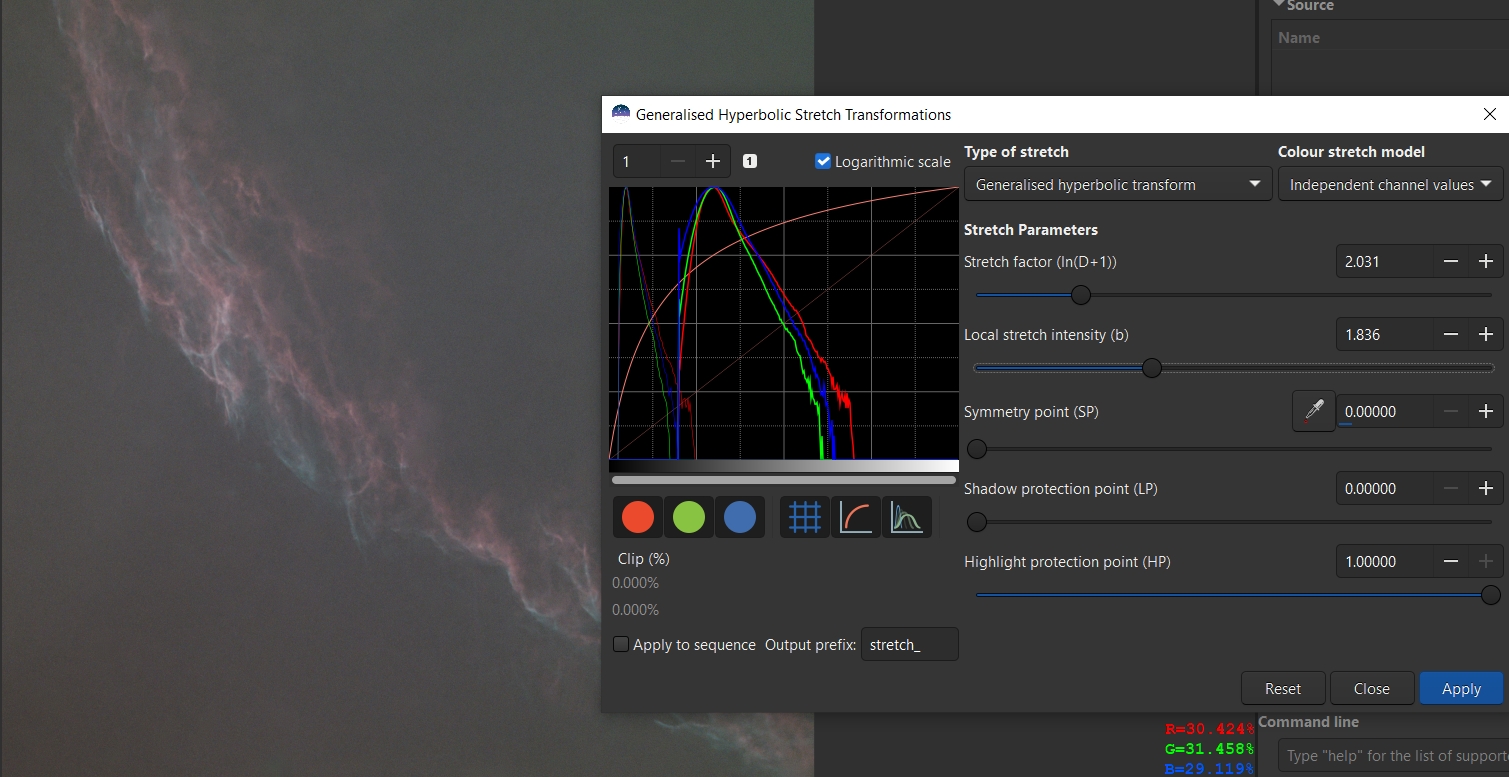 Source
Name
Generalised Hyperbolic Stretch Transformations
1
1
Logarithmic scale
Type of stretch
Colour stretch model
Generalised hyperbolic transform
Independent channel values
Stretch Parameters
Stretch factor (ln(D+1))
2.031
Local stretch intensity (b)
1.836
Symmetry point (SP)
0.00000
Shadow protection point (LP)
0.00000
Highlight protection point (HP)
1.00000
Clip (%)
0.000%
0.000%
Apply to sequence
Output prefix:
stretch_
Reset
Close
Apply
R=30.424%
G=31.458%
B=29.119%
Command line
Type "help" for the list of support